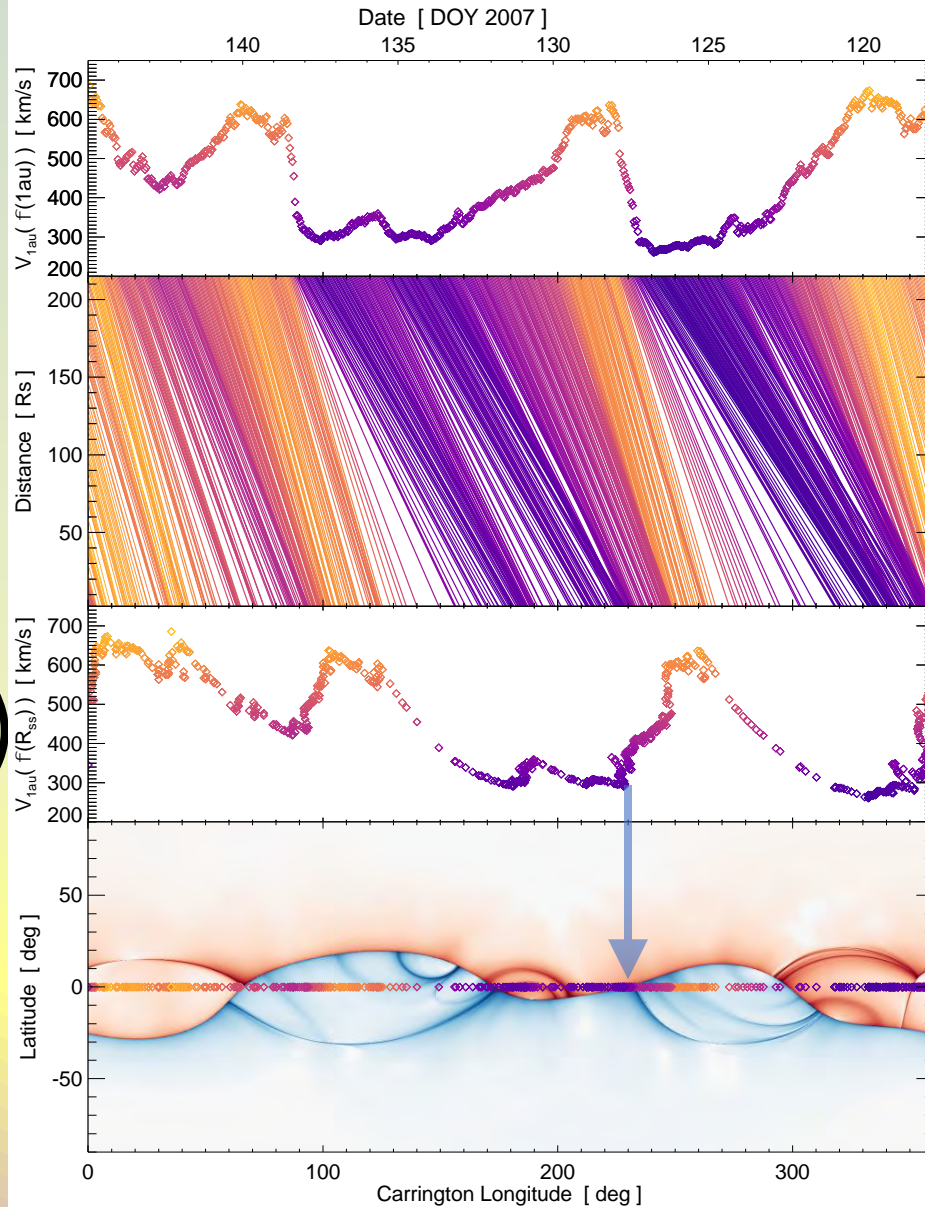 Date [ DOY 2007 ]
140 135 130 125 120
V1au( f(1au) ) [ km/s ]
700
600
500
400
300
200
Distance [ Rs ]
200
150
100
50
V1au( f(Rss) ) [ km/s ]
700
600
500
400
300
200
Latitude [ deg ]
50
0
-50
0 100 200 300
Carrington Longitude [ deg ]